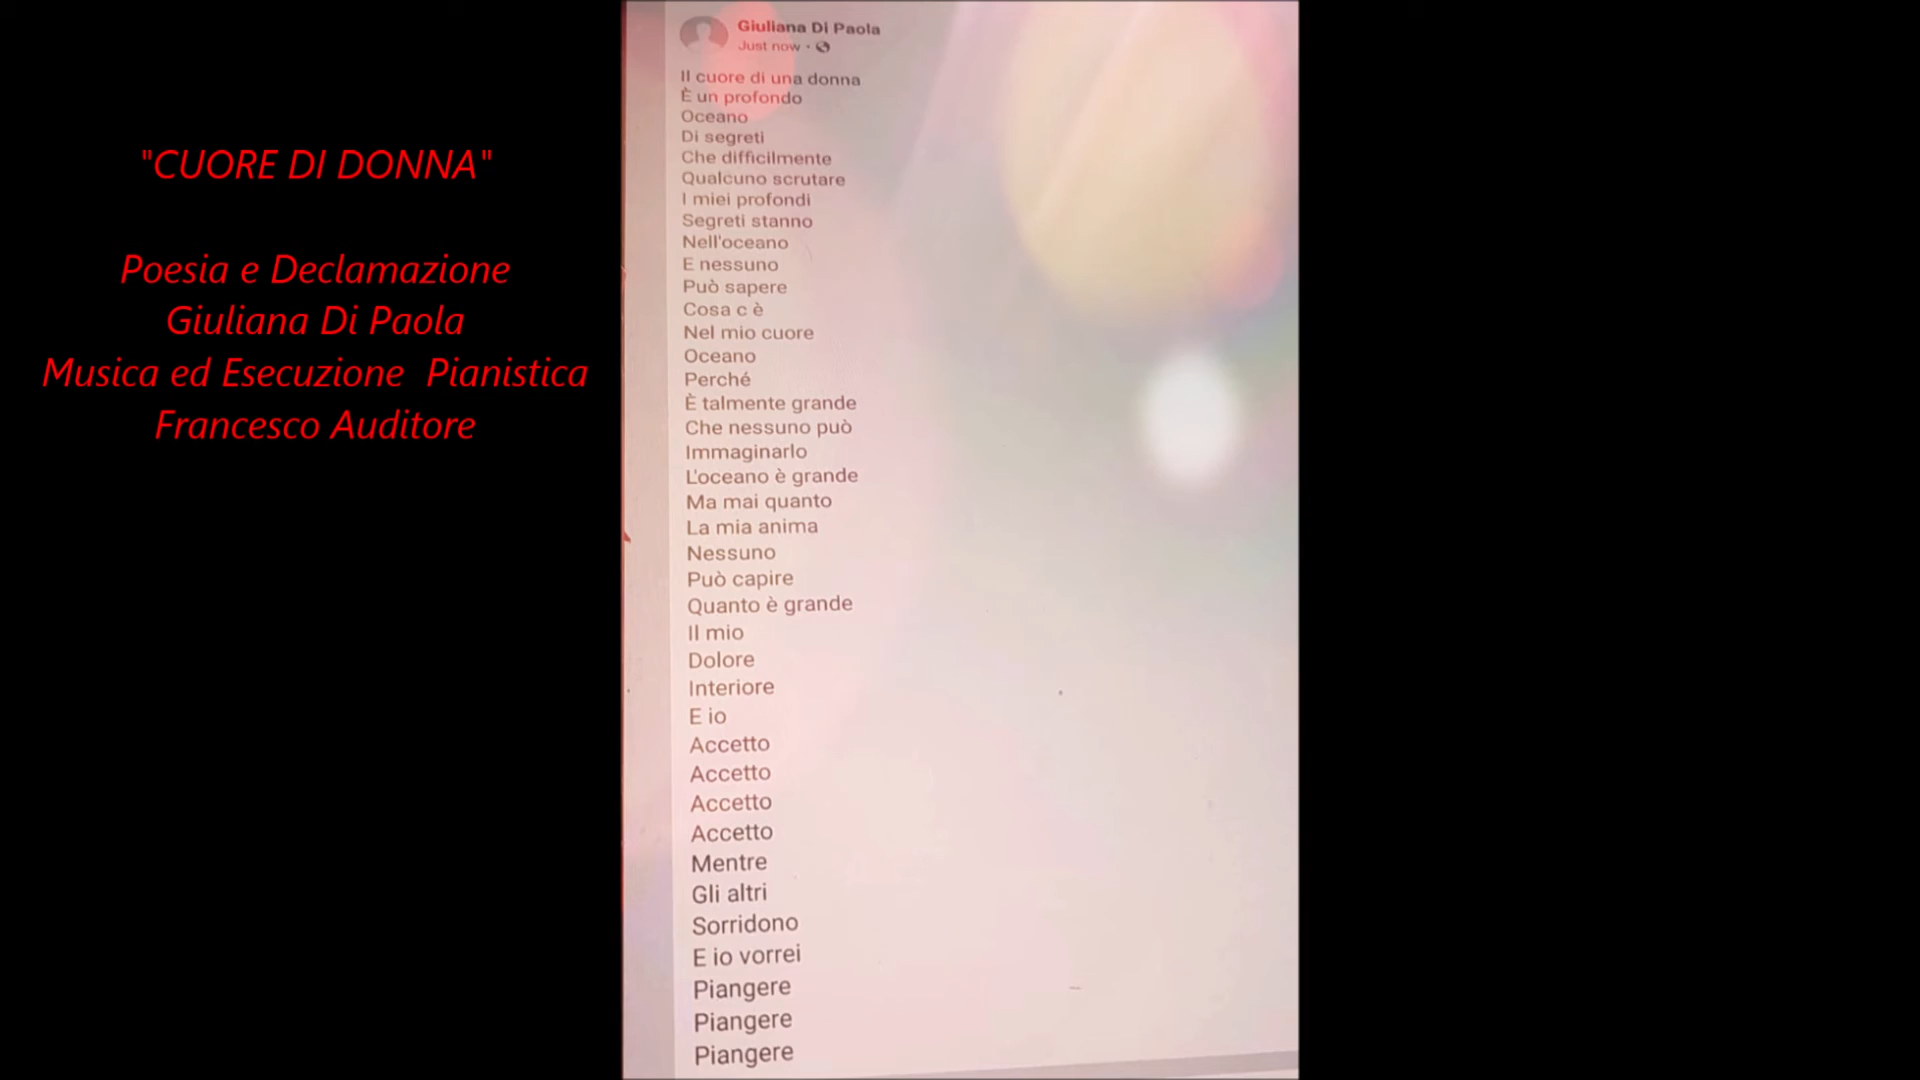 "CUORE DI DONNA"
Poesia e Declamazione
Giuliana Di Paola
Musica ed Esecuzione Pianistica
Francesco Auditore
Giuliana Di Paola
Just now
Il cuore di una donna
È un profondo
Oceano
Di segreti
Che difficilmente
Qualcuno scrutare
I miei profondi
Segreti stanno
Nell'oceano
E nessuno
Può sapere
Cosa c è
Nel mio cuore
Oceano
Perché
È talmente grande
Che nessuno può
Immaginarlo
L'oceano è grande
Ma mai quanto
La mia anima
Nessuno
Può capire
Quanto è grande
Il mio
Dolore
Interiore
E io
Accetto
Accetto
Accetto
Accetto
Mentre
Gli altri
Sorridono
E io vorrei
Piangere
Piangere
Piangere